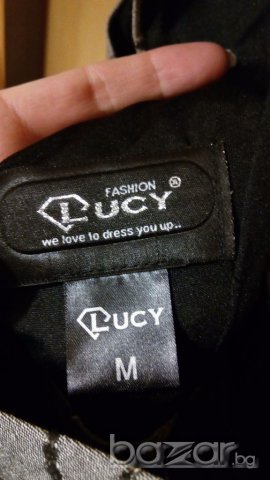 FASHION
LUCY ®
we love to dress you up..
LUCY
M
bazar.bg